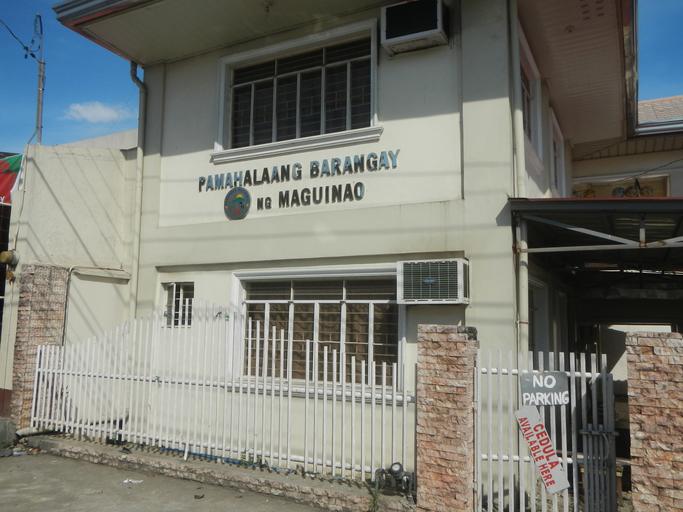 PAMAHALAANG BARANGAY
NG MAGUINAO
NO
PARKING
CEDULA
AVAILABLE HERE